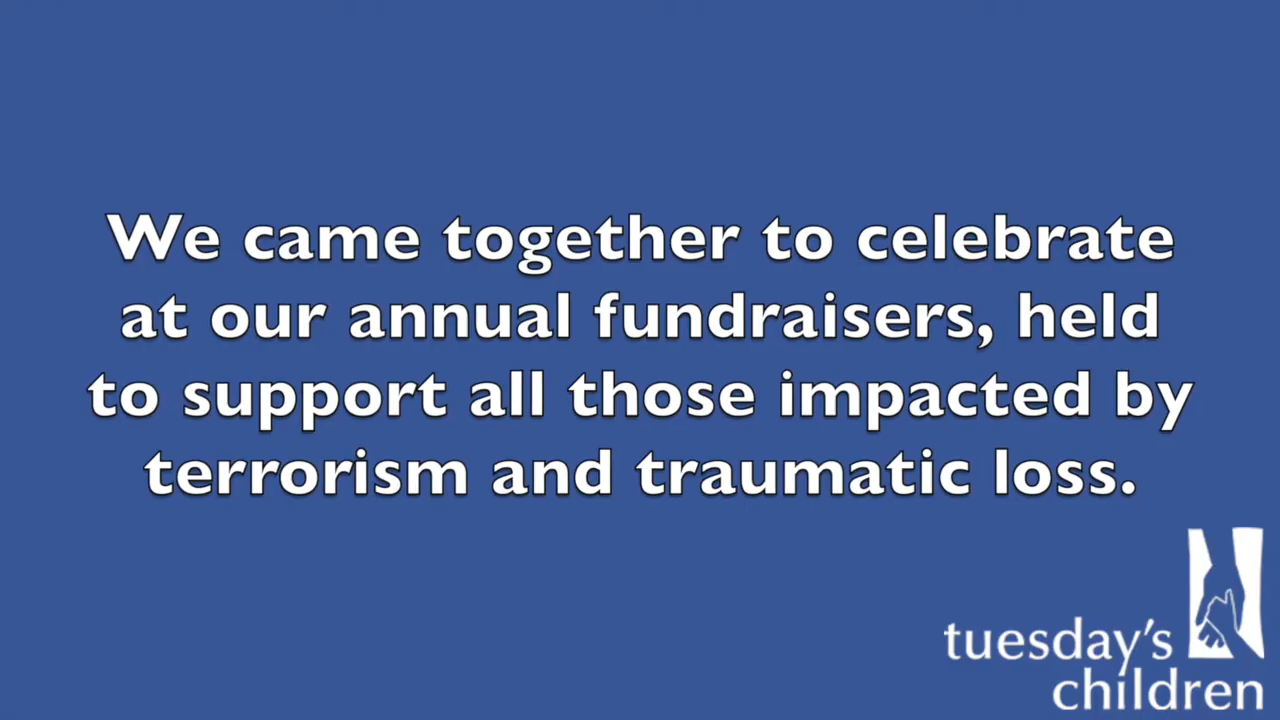 We came together to celebrate
at our annual fundraisers, held
to support all those impacted by
terrorism and traumatic loss.
tuesday's
children